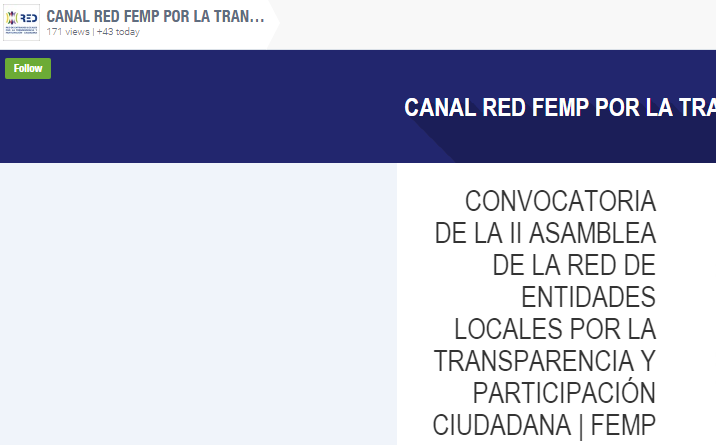 RED
CANAL RED FEMP POR LA TRAN...
171 views | +43 today
Follow
CANAL RED FEMP POR LA TRA
CONVOCATORIA
DE LA II ASAMBLEA
DE LA RED DE
ENTIDADES
LOCALES POR LA
TRANSPARENCIA Y
PARTICIPACIÓN
CIUDADANA | FEMP